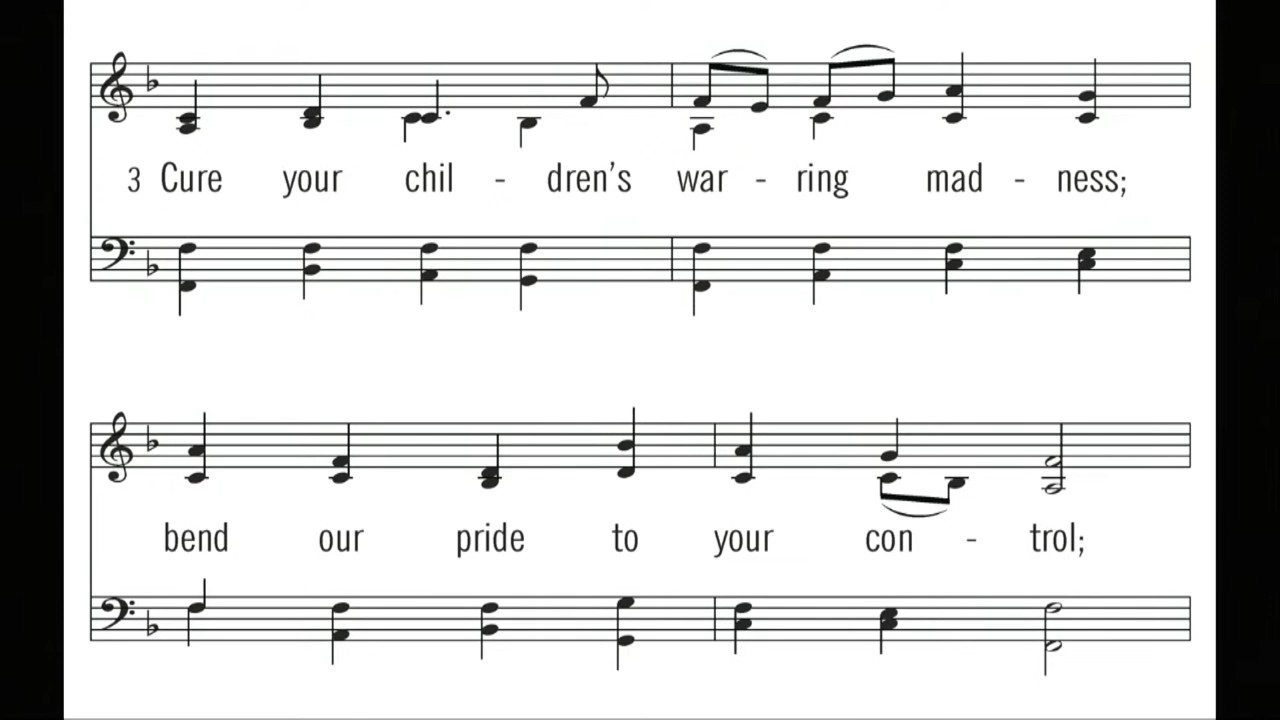 3 Cure your chil - dren’s war - ring mad - ness;
bend our pride to your con - trol;